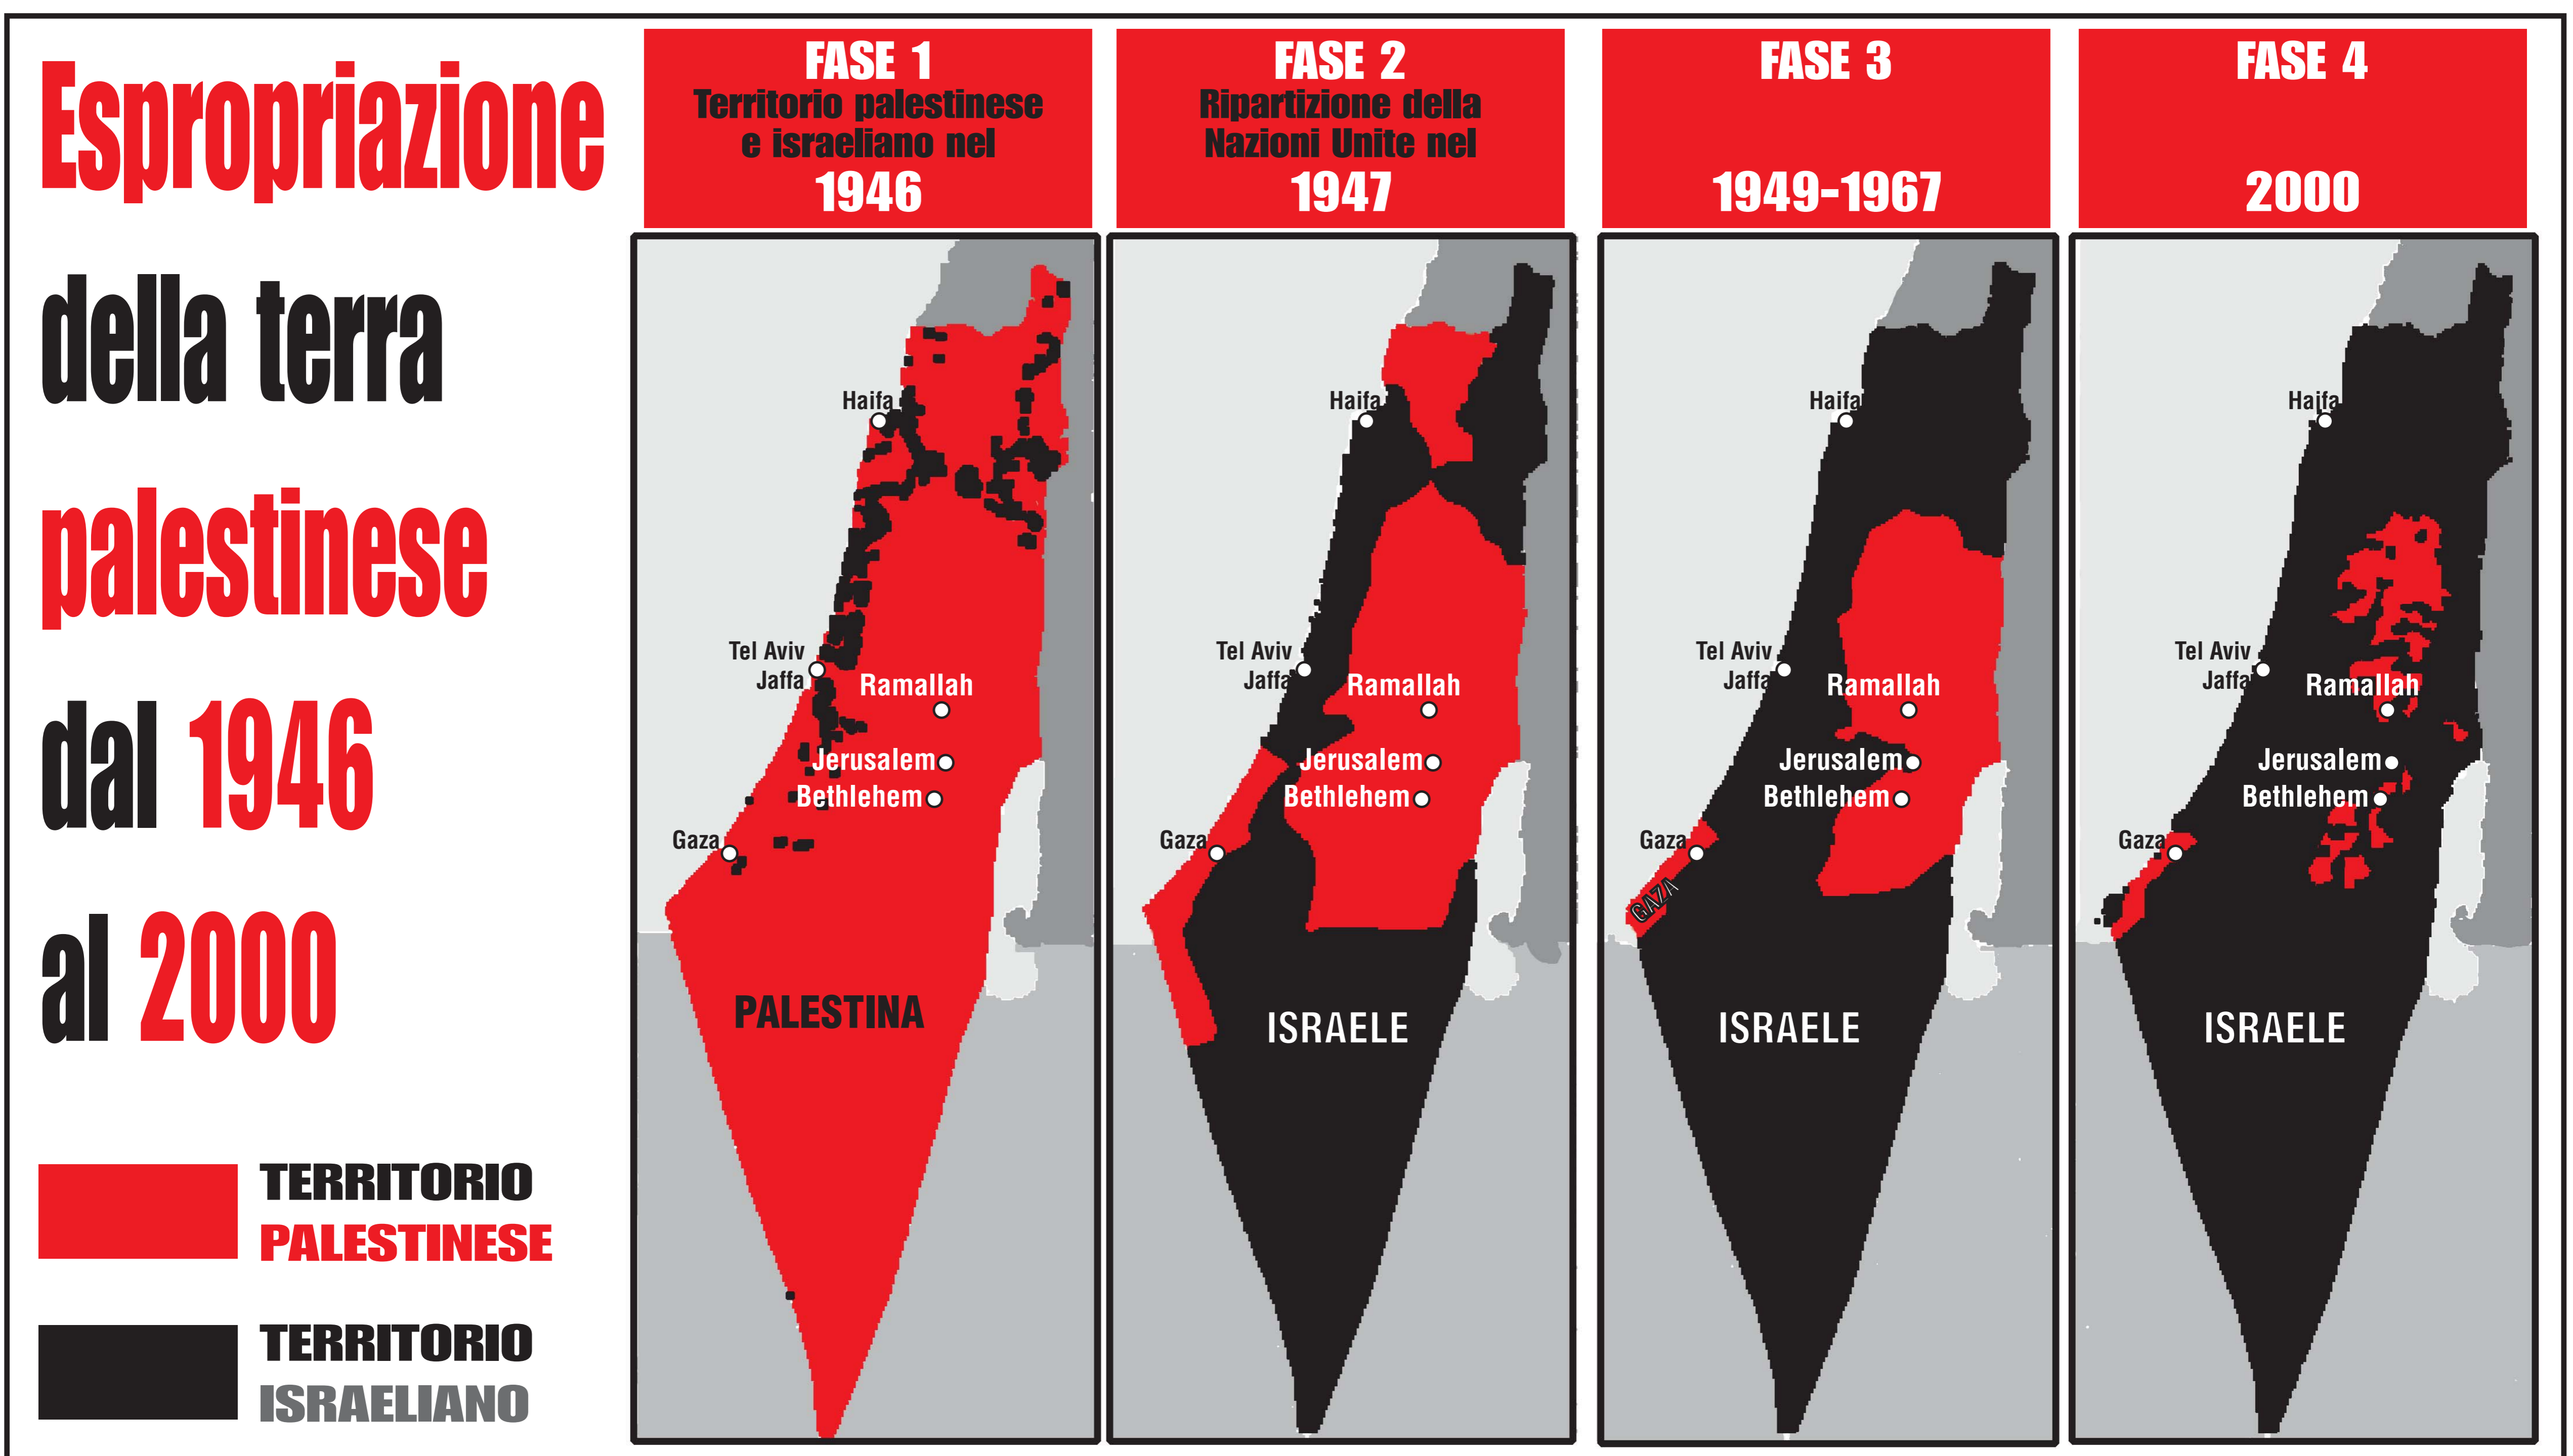 Espropriazione
della terra
palestinese
dal 1946
al 2000
TERRITORIO
PALESTINESE
TERRITORIO
ISRAELIANO
FASE 1
Territorio palestinese
e israeliano nel
1946
Haifa
Tel Aviv
Jaffa
Ramallah
Jerusalem
Bethlehem
Gaza
PALESTINA
FASE 2
Ripartizione della
Nazioni Unite nel
1947
Haifa
Tel Aviv
Jaffa
Ramallah
Jerusalem
Bethlehem
Gaza
ISRAELE
FASE 3
1949-1967
Haifa
Tel Aviv
Jaffa
Ramallah
Jerusalem
Bethlehem
Gaza
GAZA
ISRAELE
FASE 4
2000
Haifa
Tel Aviv
Jaffa
Ramallah
Jerusalem
Bethlehem
Gaza
ISRAELE